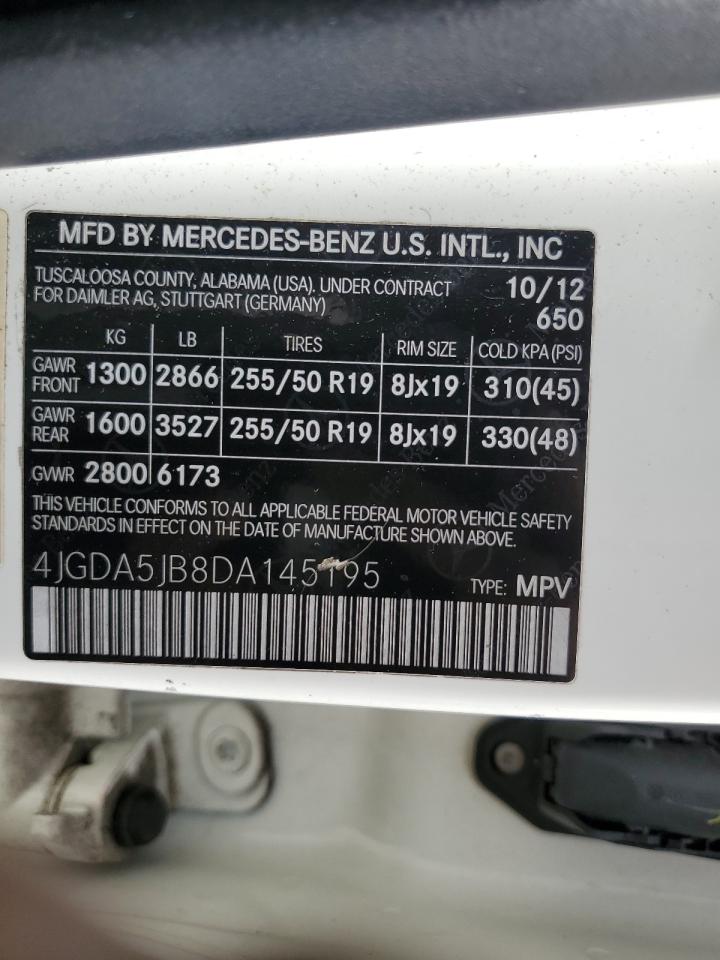 MFD BY MERCEDES-BENZ U.S. INTL., INC
TUSCALOOSA COUNTY, ALABAMA (USA). UNDER CONTRACT 10/12
FOR DAIMLER AG, STUTTGART (GERMANY) 650
KG LB TIRES RIM SIZE COLD KPA (PSI)
GAWR FRONT 1300 2866 255/50 R19 8Jx19 310(45)
GAWR REAR 1600 3527 255/50 R19 8Jx19 330(48)
GVWR 2800 6173
THIS VEHICLE CONFORMS TO ALL APPLICABLE FEDERAL MOTOR VEHICLE SAFETY
STANDARDS IN EFFECT ON THE DATE OF MANUFACTURE SHOWN ABOVE.
4JGDA5JB8DA145195 TYPE: MPV